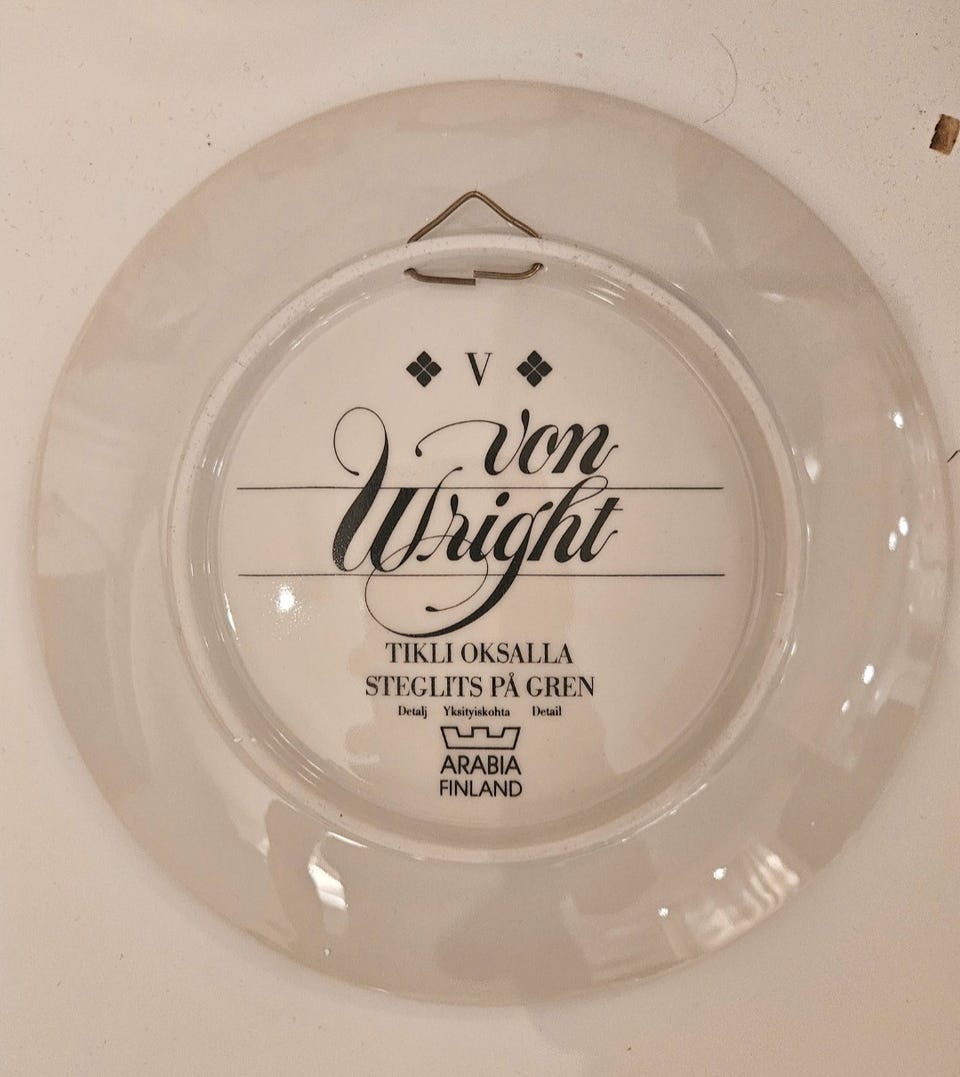 V
von
Wright
TIKLI OKSALLA
STEGLITS PÅ GREN
Detalj Yksityiskohta Detail
ARABIA
FINLAND